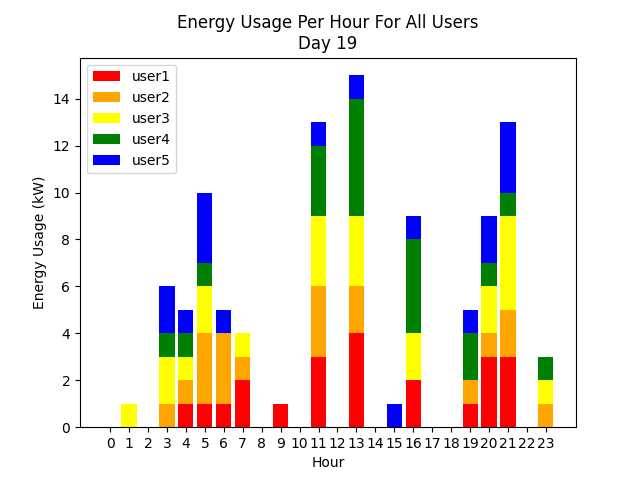 Energy Usage Per Hour For All Users
Day 19
user1
user2
user3
user4
user5
Energy Usage (kW)
14
12
10
8
6
4
2
0
0 1 2 3 4 5 6 7 8 9 10 11 12 13 14 15 16 17 18 19 20 21 22 23
Hour